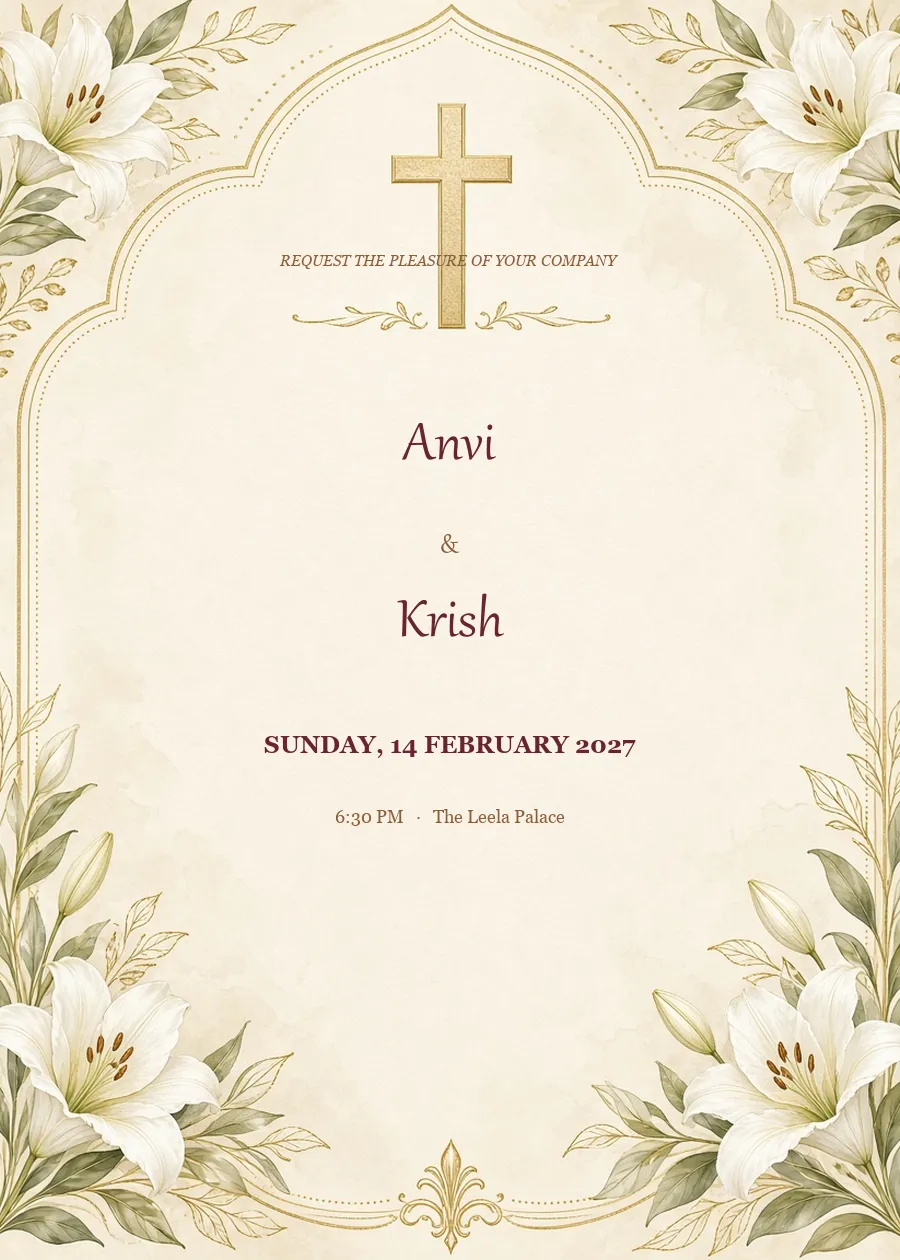 REQUEST THE PLEASURE OF YOUR COMPANY
Anvi
&
Krish
SUNDAY, 14 FEBRUARY 2027
6:30 PM · The Leela Palace